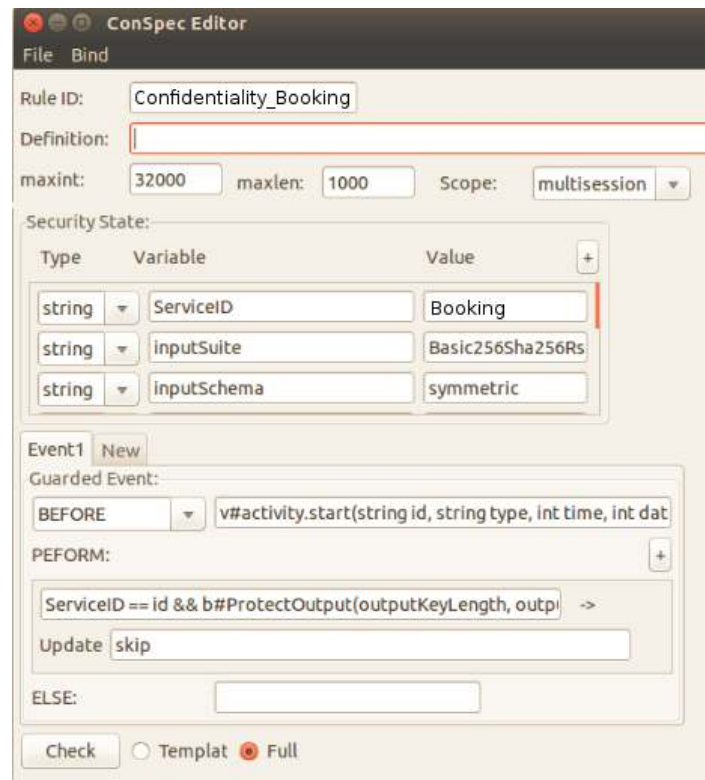 ConSpec Editor
File Bind
Rule ID: Confidentiality_Booking
Definition:
maxint: 32000 maxlen: 1000 Scope: multisession
Security State:
Type Variable Value +
string ServiceID Booking
string inputSuite Basic256Sha256Rs
string inputSchema symmetric
Event1 New
Guarded Event:
BEFORE v#activity.start(string id, string type, int time, int dat
PEFORM: +
ServiceID == id && b#ProtectOutput(outputKeyLength, outpu ->
Update skip
ELSE:
Check Templat Full